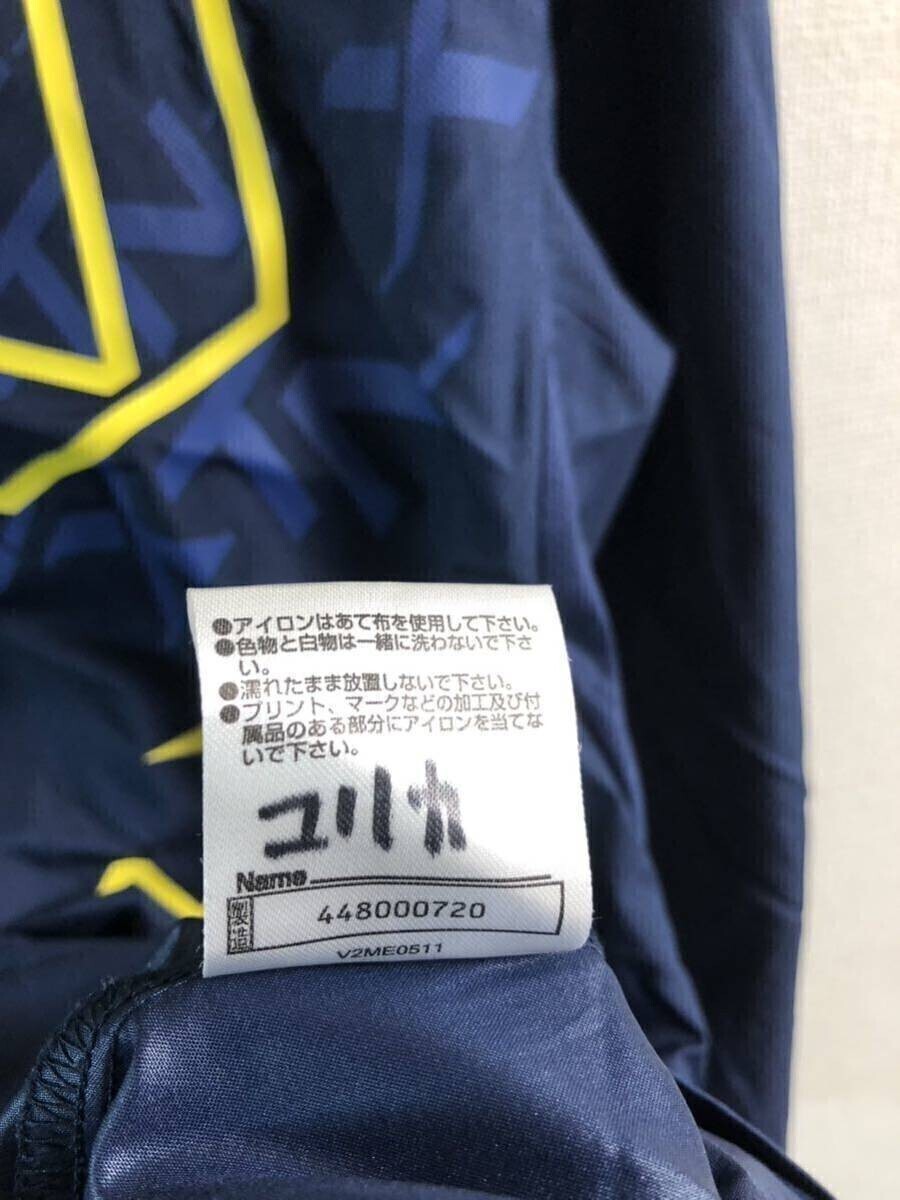 ●アイロンはあて布を使用して下さい。
●色物と白物は一緒に洗わないで下さ
い。
●濡れたまま放置しないで下さい。
●プリント、マークなどの加工及び付
属品のある部分にアイロンを当てな
いで下さい。
ユリカ
Name
製造 448000720
V2ME0511